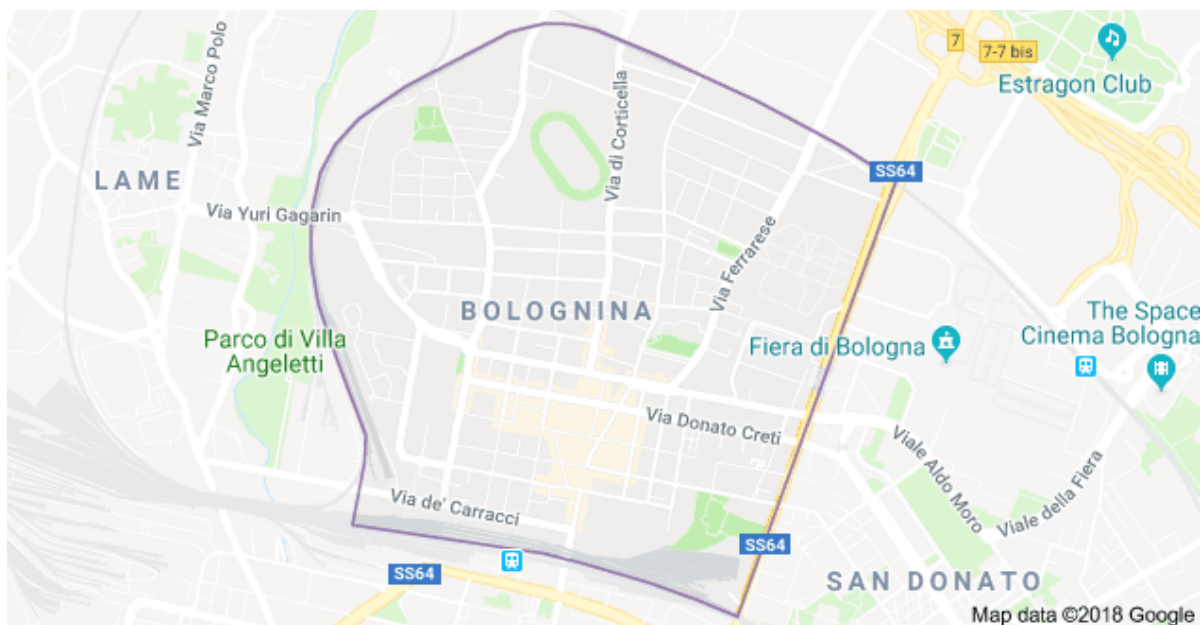 Via Marco Polo
7
7-7 bis
Estragon Club
LAME
Via di Corticella
SS64
Via Yuri Gagarin
Via Ferrarese
BOLOGNINA
The Space
Cinema Bologna
Parco di Villa
Angeletti
Fiera di Bologna
Via Donato Creti
Viale Aldo Moro
Viale della Fiera
Via de' Carracci
SS64
SS64
SAN DONATO
Map data ©2018 Google